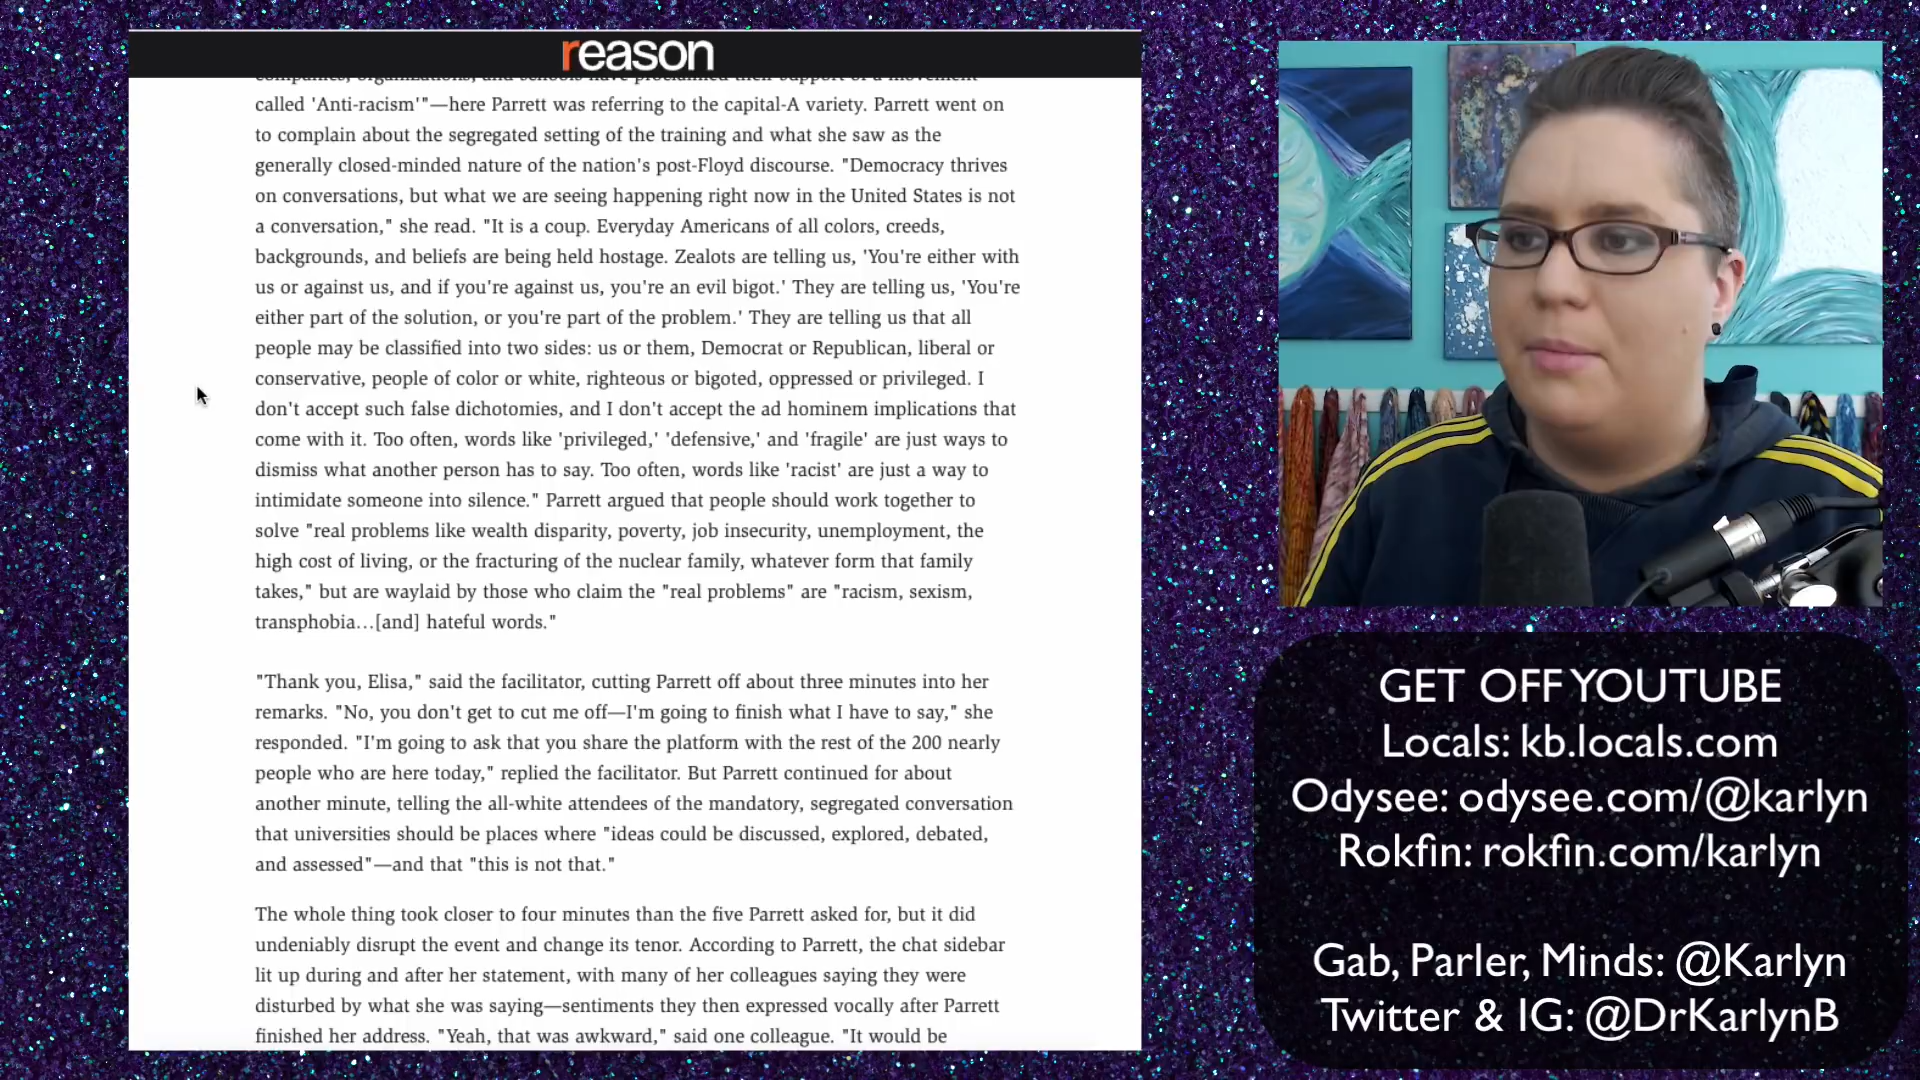 reason
companies, organizations, and schools have proclaimed their support of a movement
called 'Anti-racism'"—here Parrett was referring to the capital-A variety. Parrett went on
to complain about the segregated setting of the training and what she saw as the
generally closed-minded nature of the nation's post-Floyd discourse. "Democracy thrives
on conversations, but what we are seeing happening right now in the United States is not
a conversation," she read. "It is a coup. Everyday Americans of all colors, creeds,
backgrounds, and beliefs are being held hostage. Zealots are telling us, 'You're either with
us or against us, and if you're against us, you're an evil bigot.' They are telling us, 'You're
either part of the solution, or you're part of the problem.' They are telling us that all
people may be classified into two sides: us or them, Democrat or Republican, liberal or
conservative, people of color or white, righteous or bigoted, oppressed or privileged. I
don't accept such false dichotomies, and I don't accept the ad hominem implications that
come with it. Too often, words like 'privileged,' 'defensive,' and 'fragile' are just ways to
dismiss what another person has to say. Too often, words like 'racist' are just a way to
intimidate someone into silence." Parrett argued that people should work together to
solve "real problems like wealth disparity, poverty, job insecurity, unemployment, the
high cost of living, or the fracturing of the nuclear family, whatever form that family
takes," but are waylaid by those who claim the "real problems" are "racism, sexism,
transphobia…[and] hateful words."
"Thank you, Elisa," said the facilitator, cutting Parrett off about three minutes into her
remarks. "No, you don't get to cut me off—I'm going to finish what I have to say," she
responded. "I'm going to ask that you share the platform with the rest of the 200 nearly
people who are here today," replied the facilitator. But Parrett continued for about
another minute, telling the all-white attendees of the mandatory, segregated conversation
that universities should be places where "ideas could be discussed, explored, debated,
and assessed"—and that "this is not that."
The whole thing took closer to four minutes than the five Parrett asked for, but it did
undeniably disrupt the event and change its tenor. According to Parrett, the chat sidebar
lit up during and after her statement, with many of her colleagues saying they were
disturbed by what she was saying—sentiments they then expressed vocally after Parrett
finished her address. "Yeah, that was awkward," said one colleague. "It would be
GET OFF YOUTUBE
Locals: kb.locals.com
Odysee: odysee.com/@karlyn
Rokfin: rokfin.com/karlyn
Gab, Parler, Minds: @Karlyn
Twitter & IG: @DrKarlynB